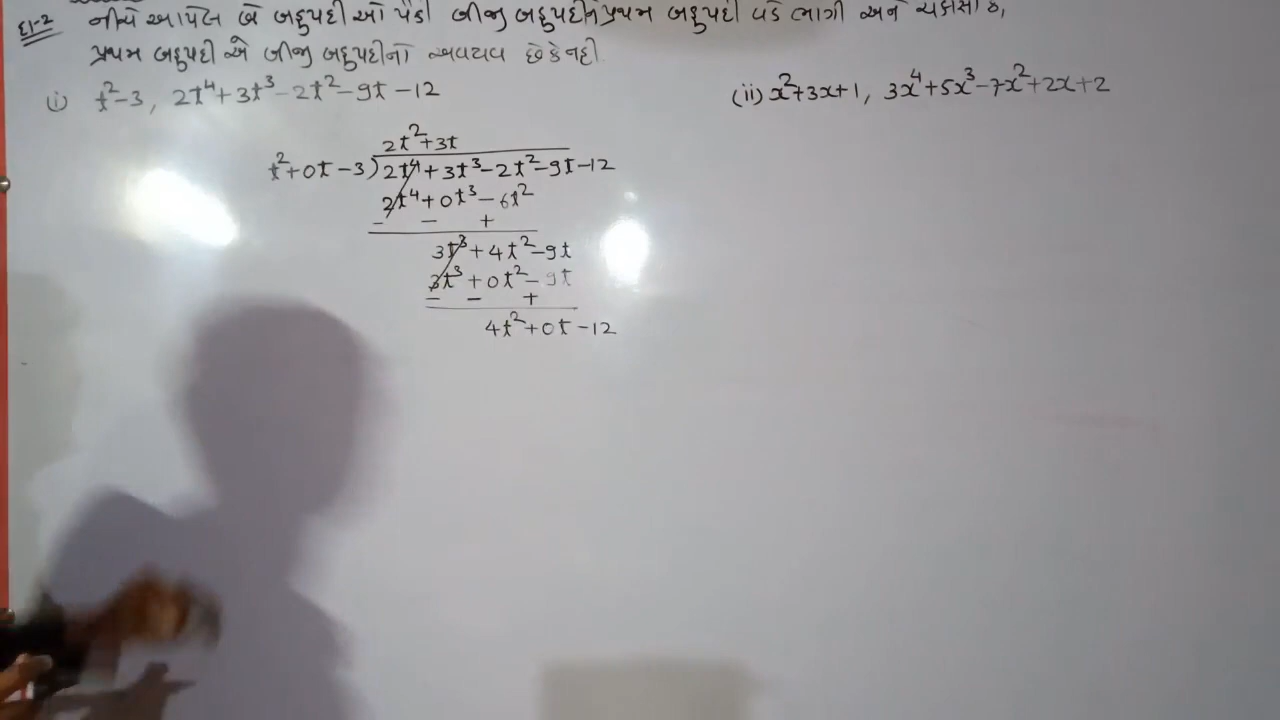 દા-2 નીચે આપેલ બે બહુપદી ઓ પૈકી બીજી બહુપદીને પ્રથમ બહુપદી વડે ભાગી અને ચકાસો કે,
પ્રથમ બહુપદી એ બીજી બહુપદીનો અવયવ છે કે નહી.
(i) t²-3, 2t⁴+3t³-2t²-9t-12
(ii) x²+3x+1, 3x⁴+5x³-7x²+2x+2
2t²+3t
t²+0t-3) 2t⁴+3t³-2t²-9t-12
2t⁴+0t³-6t²
- - +
3t³+4t²-9t
3t³+0t²-9t
- - +
4t²+0t-12